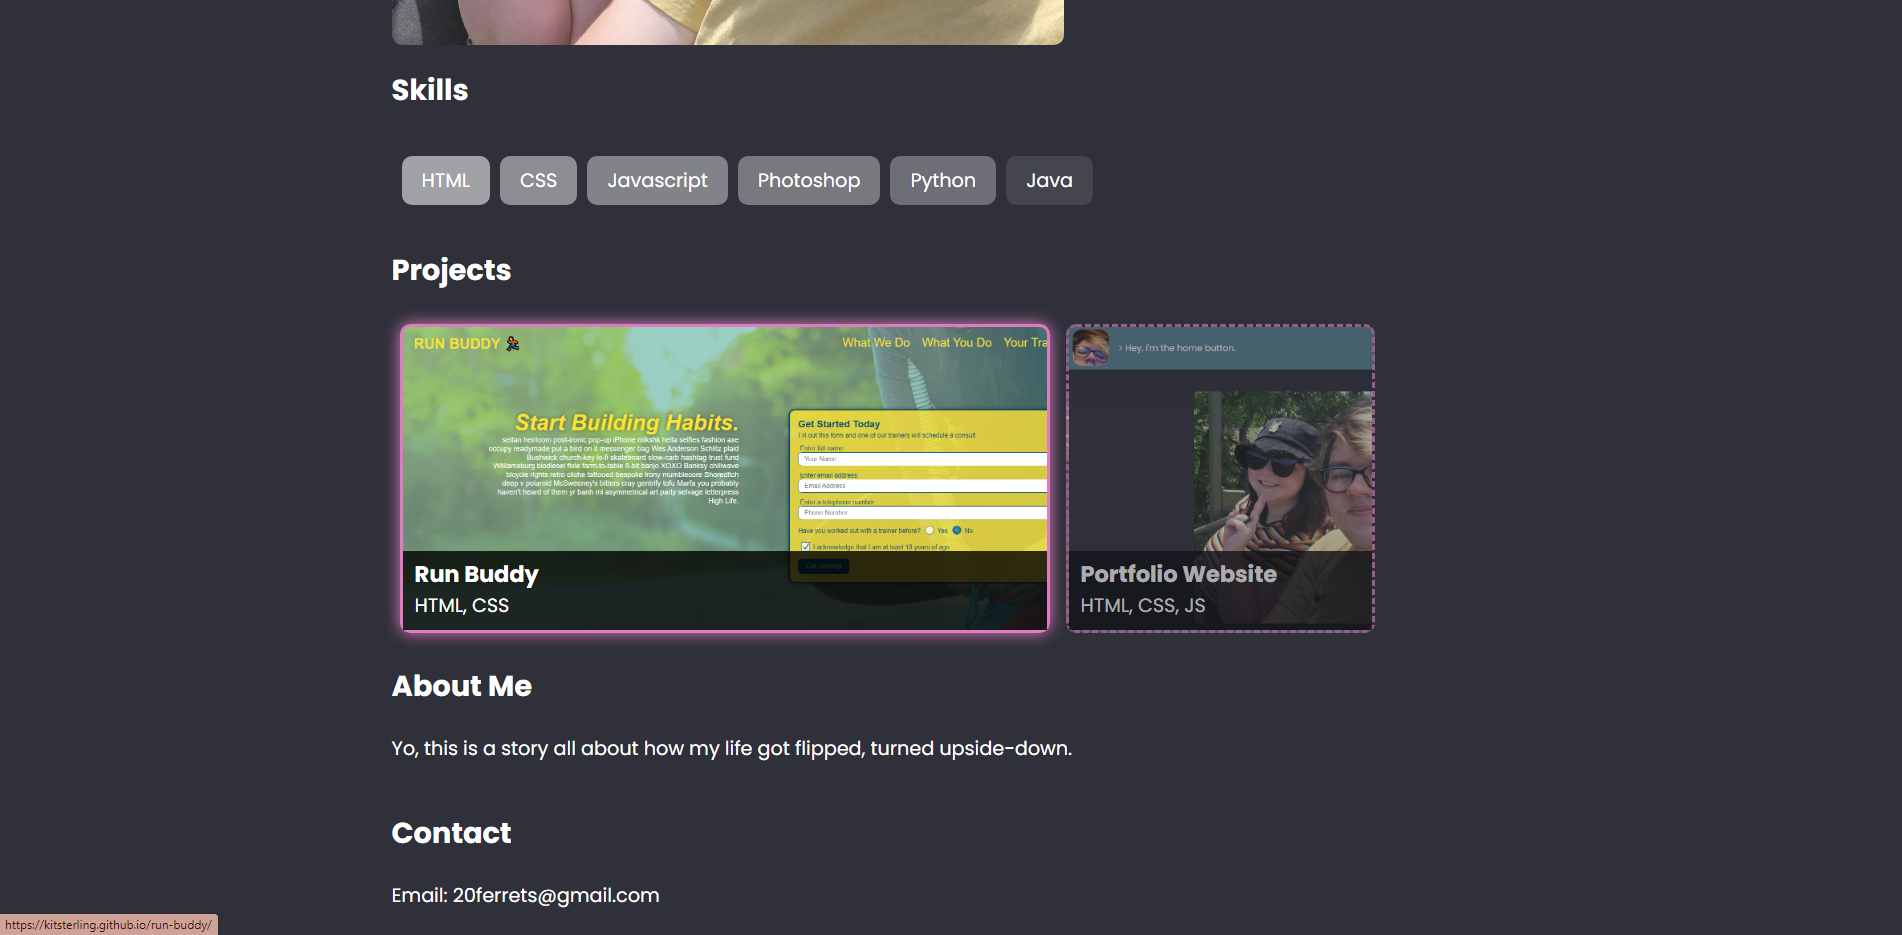 Skills
HTML
CSS
Javascript
Photoshop
Python
Java
Projects
RUN BUDDY
What We Do
What You Do
Your Tra
Start Building Habits.
seitan heirloom post-ironic pop-up iPhone mlkshk hella selfies fashion axe
occupy readymade put a bird on it messenger bag Wes Anderson Schlitz plaid
Bushwick church-key lo-fi skateboard slow-carb hashtag trust fund
Williamsburg biodiesel fixie farm-to-table 8-bit banjo XOXO Banksy chillwave
bicycle rights retro cliche tattooed bespoke irony mumblecore Shoreditch
deep v polaroid McSweeney's bitters cray gentrify tofu Marfa you probably
haven't heard of them yr banh mi asymmetrical art party selvage letterpress
High Life.
Get Started Today
Fill out this form and one of our trainers will schedule a consult
Enter full name
Your Name
Enter email address:
Email Address
Enter a telephone number
Phone Number
Have you worked out with a trainer before?
Yes
No
I acknowledge that I am at least 18 years of age
Get running!
Run Buddy
HTML, CSS
> Hey, I'm the home button.
Portfolio Website
HTML, CSS, JS
About Me
Yo, this is a story all about how my life got flipped, turned upside-down.
Contact
Email: 20ferrets@gmail.com
https://kitsterling.github.io/run-buddy/